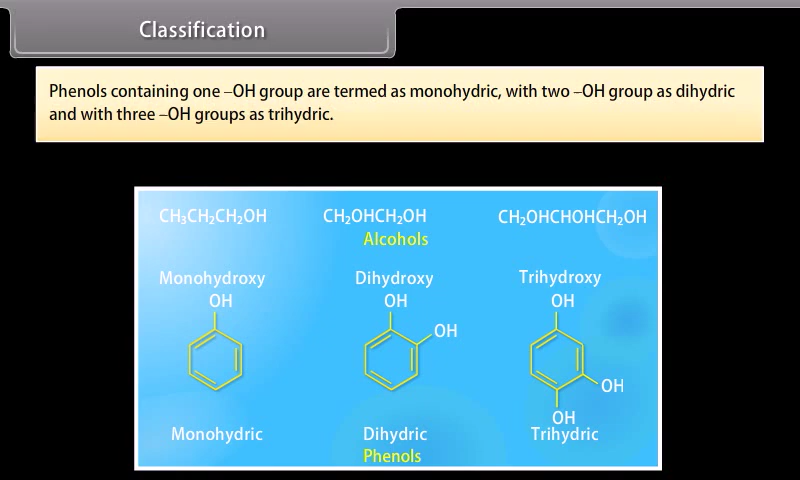 Classification
Phenols containing one –OH group are termed as monohydric, with two –OH group as dihydric
and with three –OH groups as trihydric.
CH₃CH₂CH₂OH CH₂OHCH₂OH CH₂OHCHOHCH₂OH
Alcohols
Monohydroxy Dihydroxy Trihydroxy
OH OH OH
OH
OH
OH
Monohydric Dihydric Trihydric
Phenols